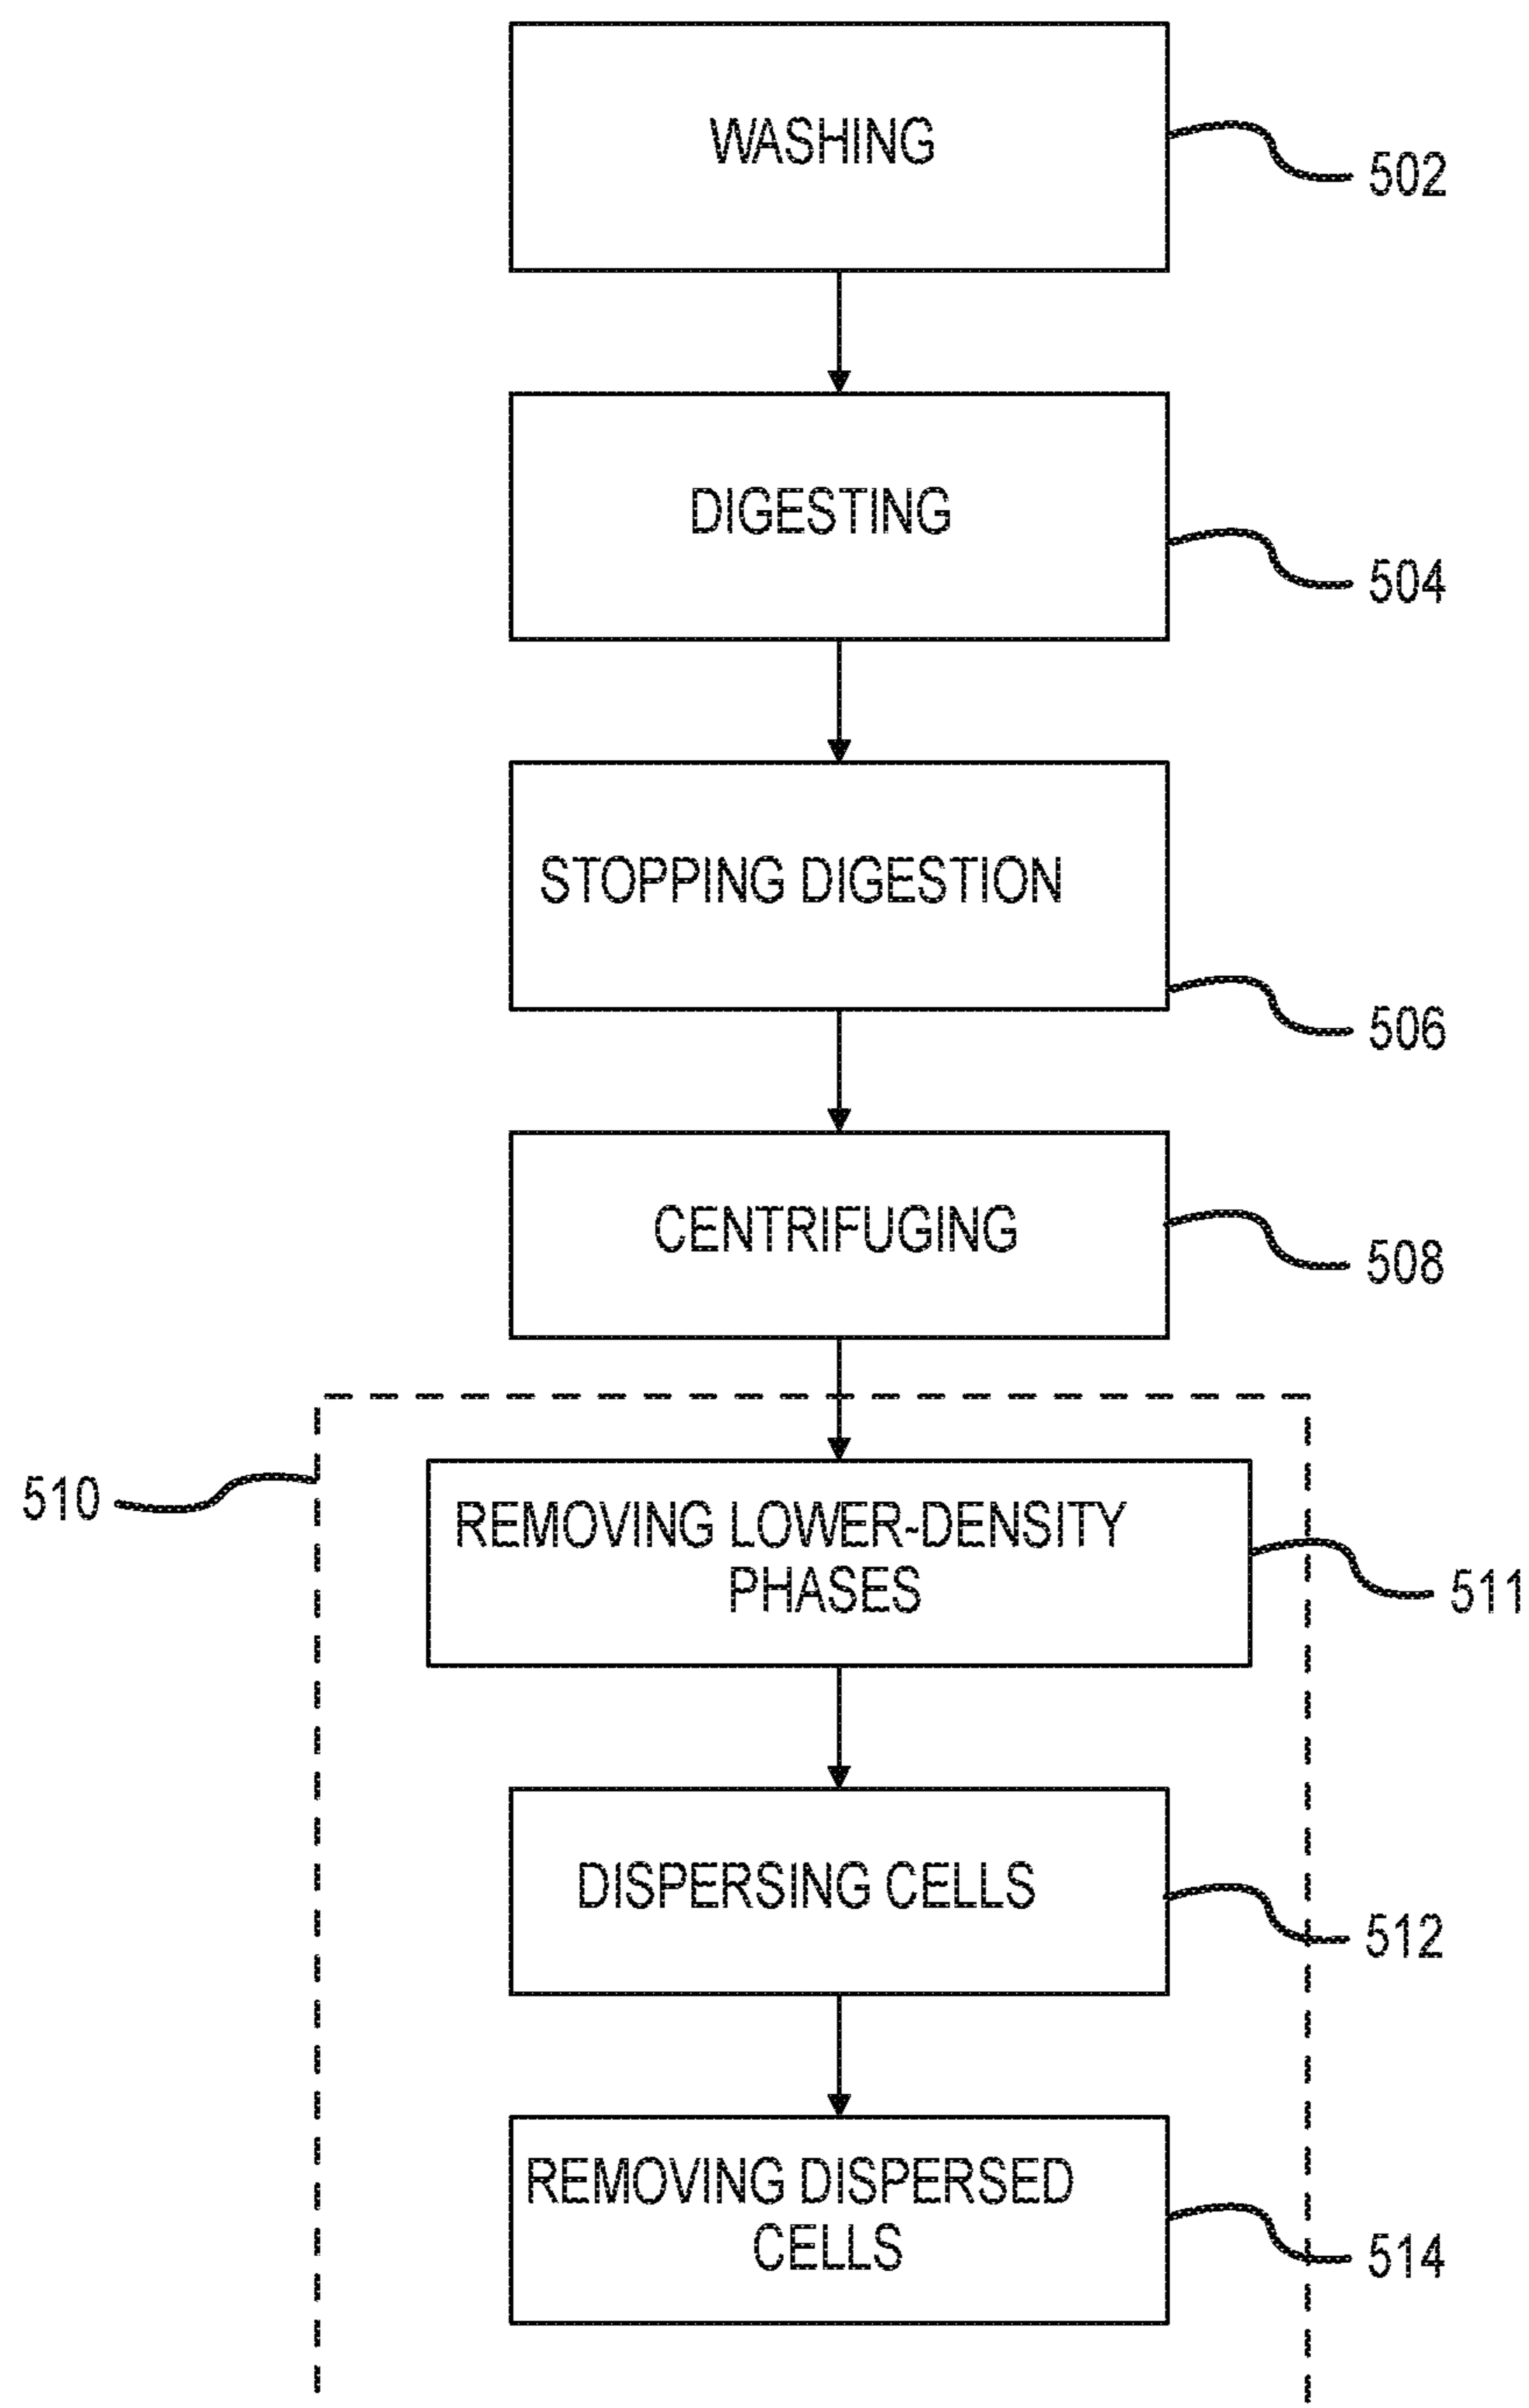 WASHING
502
DIGESTING
504
STOPPING DIGESTION
506
CENTRIFUGING
508
510
REMOVING LOWER-DENSITY
PHASES
511
DISPERSING CELLS
512
REMOVING DISPERSED
CELLS
514